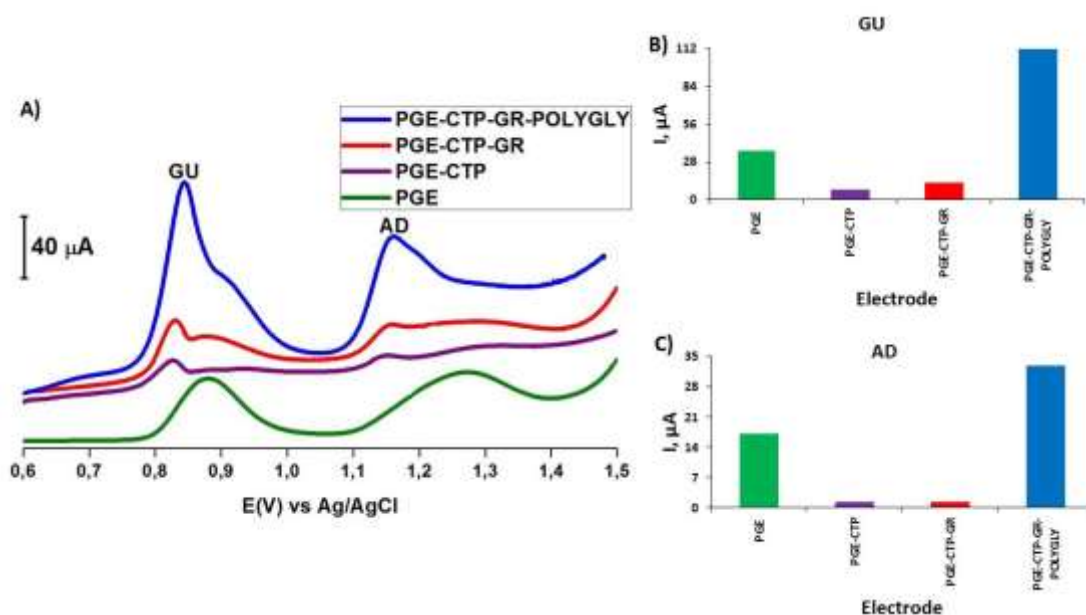 A)
PGE-CTP-GR-POLYGLY
PGE-CTP-GR
PGE-CTP
PGE
GU
AD
40 µA
0,6 0,7 0,8 0,9 1,0 1,1 1,2 1,3 1,4 1,5
E(V) vs Ag/AgCl
B)
GU
I, µA
112
84
56
28
0
PGE
PGE-CTP
PGE-CTP-GR
PGE-CTP-GR-
POLYGLY
Electrode
C)
AD
I, µA
35
28
21
14
7
0
PGE
PGE-CTP
PGE-CTP-GR
PGE-CTP-GR-
POLYGLY
Electrode